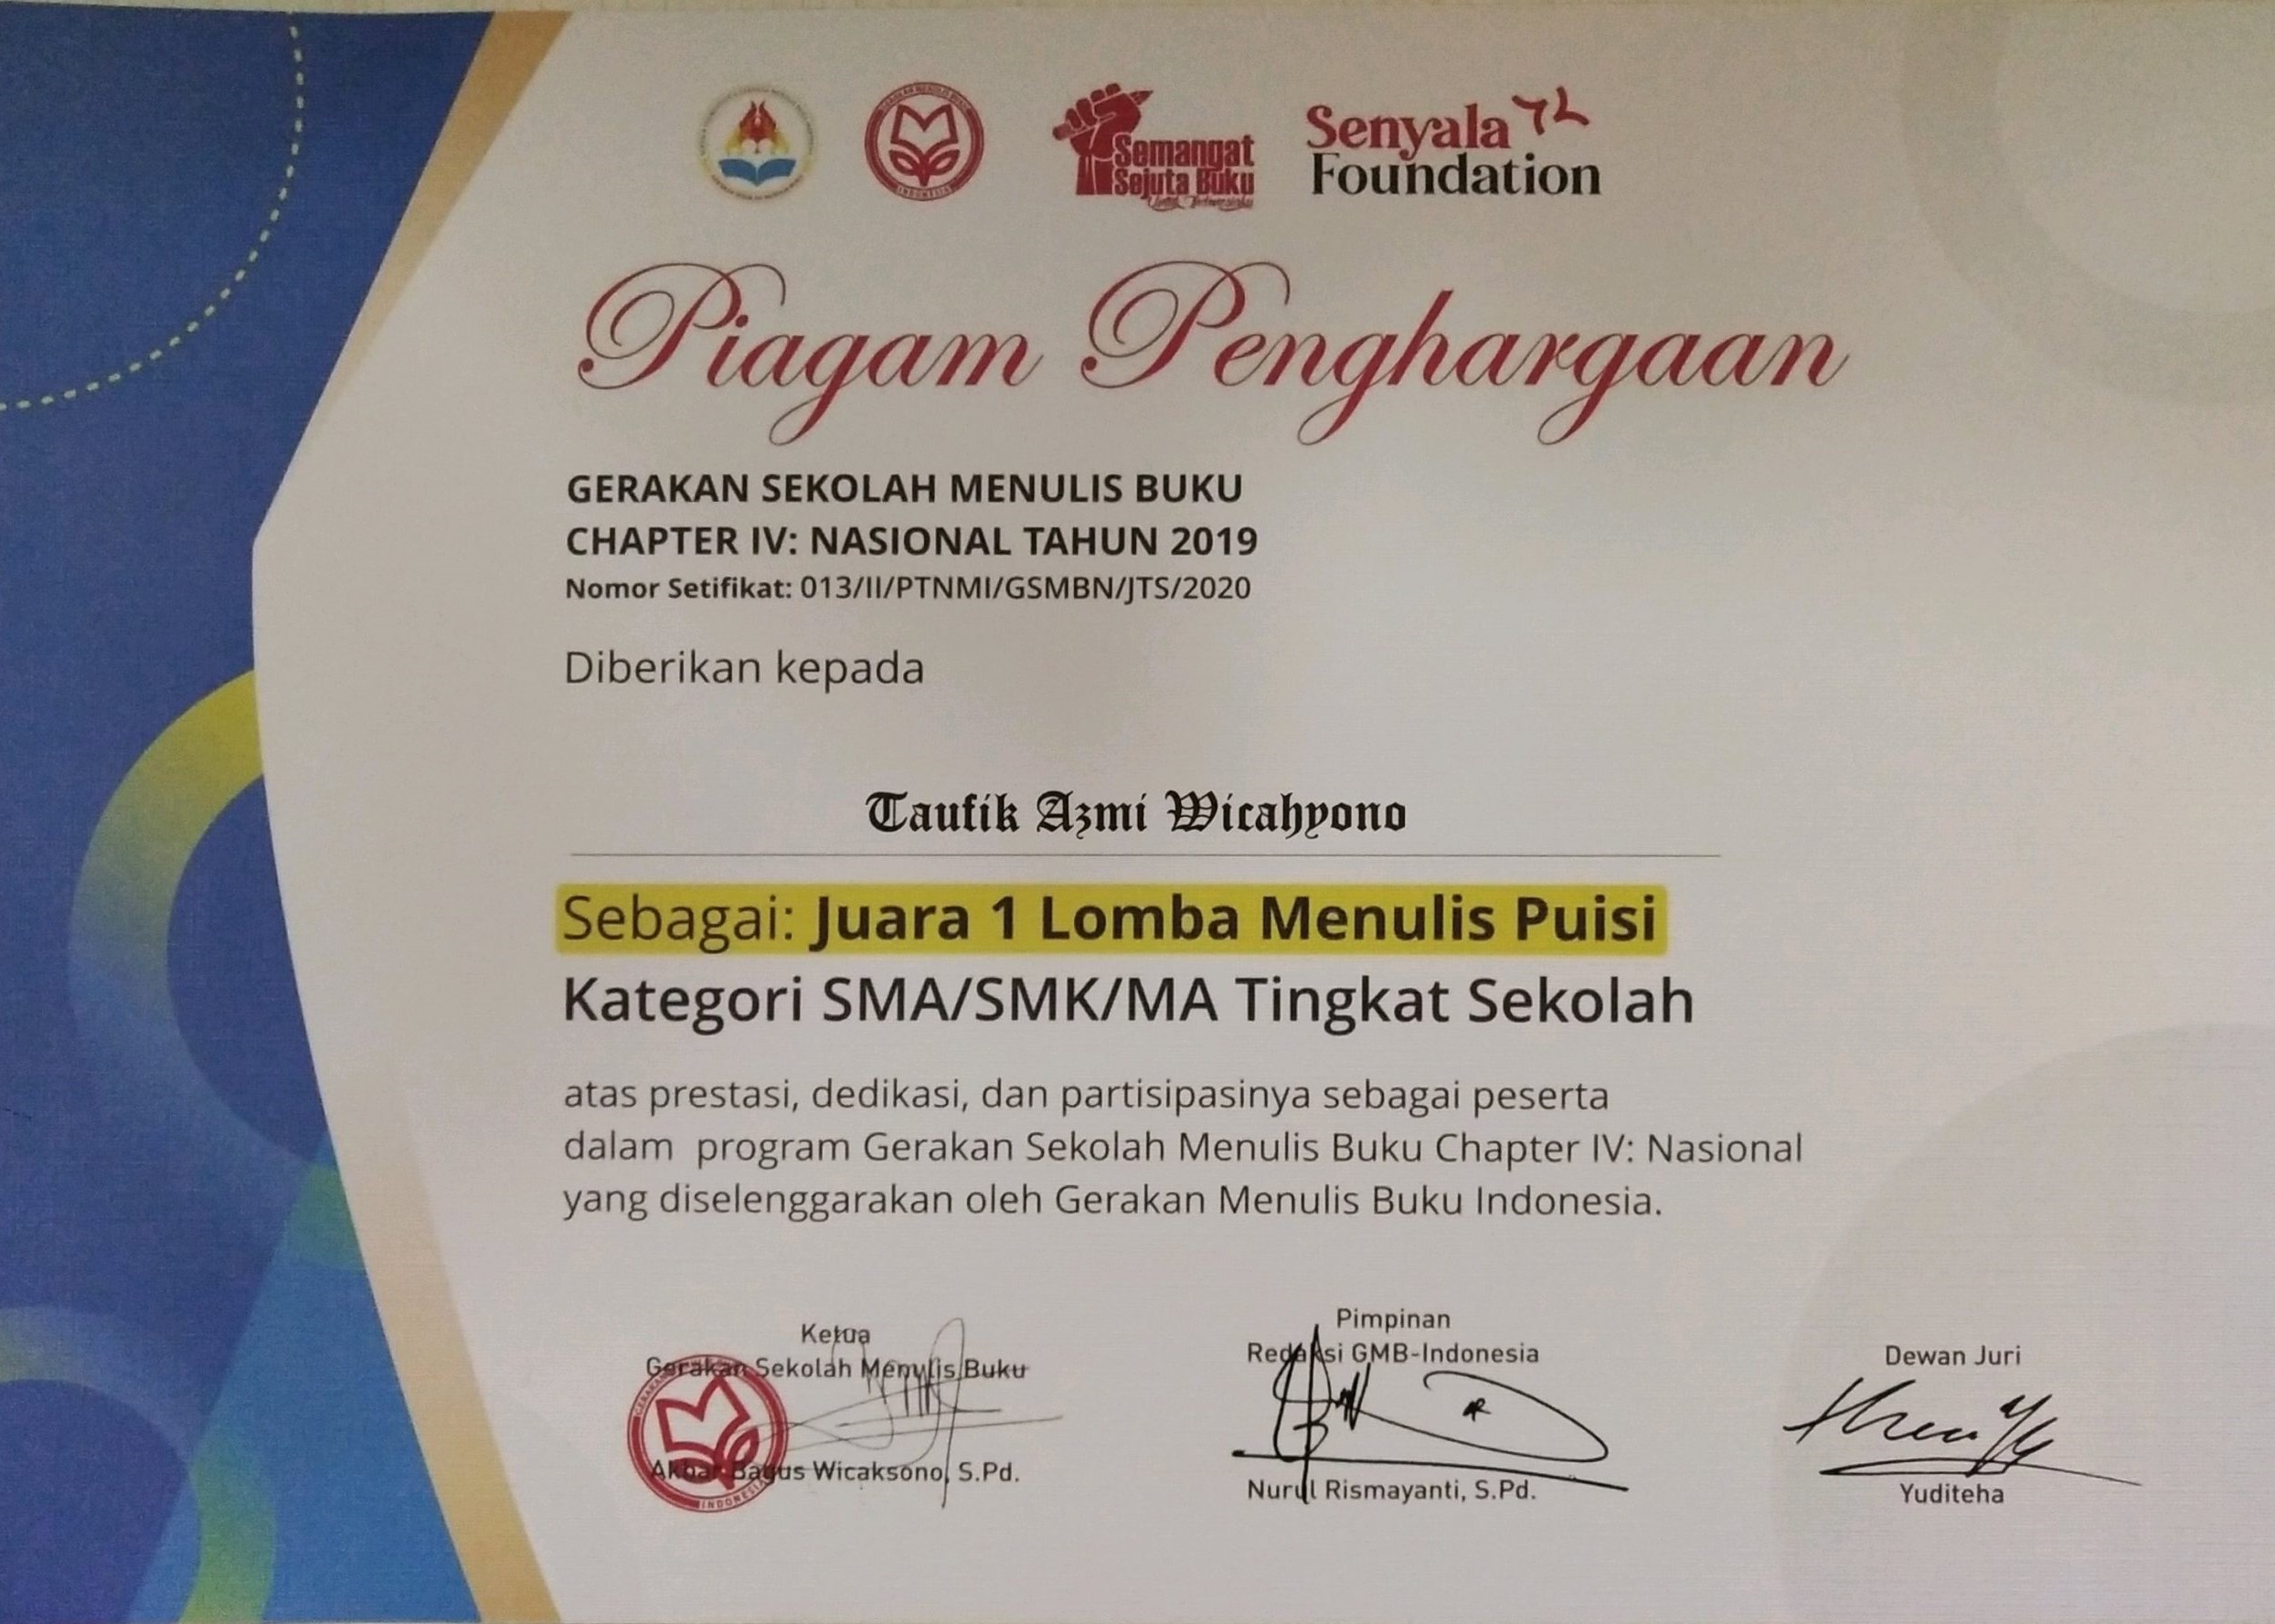 Semangat
Sejuta Buku
Senyala
Foundation
Piagam Penghargaan
GERAKAN SEKOLAH MENULIS BUKU
CHAPTER IV: NASIONAL TAHUN 2019
Nomor Setifikat: 013/II/PTNMI/GSMBN/JTS/2020
Diberikan kepada
Taufik Azmi Wicahyono
Sebagai: Juara 1 Lomba Menulis Puisi
Kategori SMA/SMK/MA Tingkat Sekolah
atas prestasi, dedikasi, dan partisipasinya sebagai peserta
dalam program Gerakan Sekolah Menulis Buku Chapter IV: Nasional
yang diselenggarakan oleh Gerakan Menulis Buku Indonesia.
Ketua
Gerakan Sekolah Menulis Buku
INDONESIA
Akbar Bagus Wicaksono, S.Pd.
Pimpinan
Redaksi GMB-Indonesia
Nurul Rismayanti, S.Pd.
Dewan Juri
Yuditeha